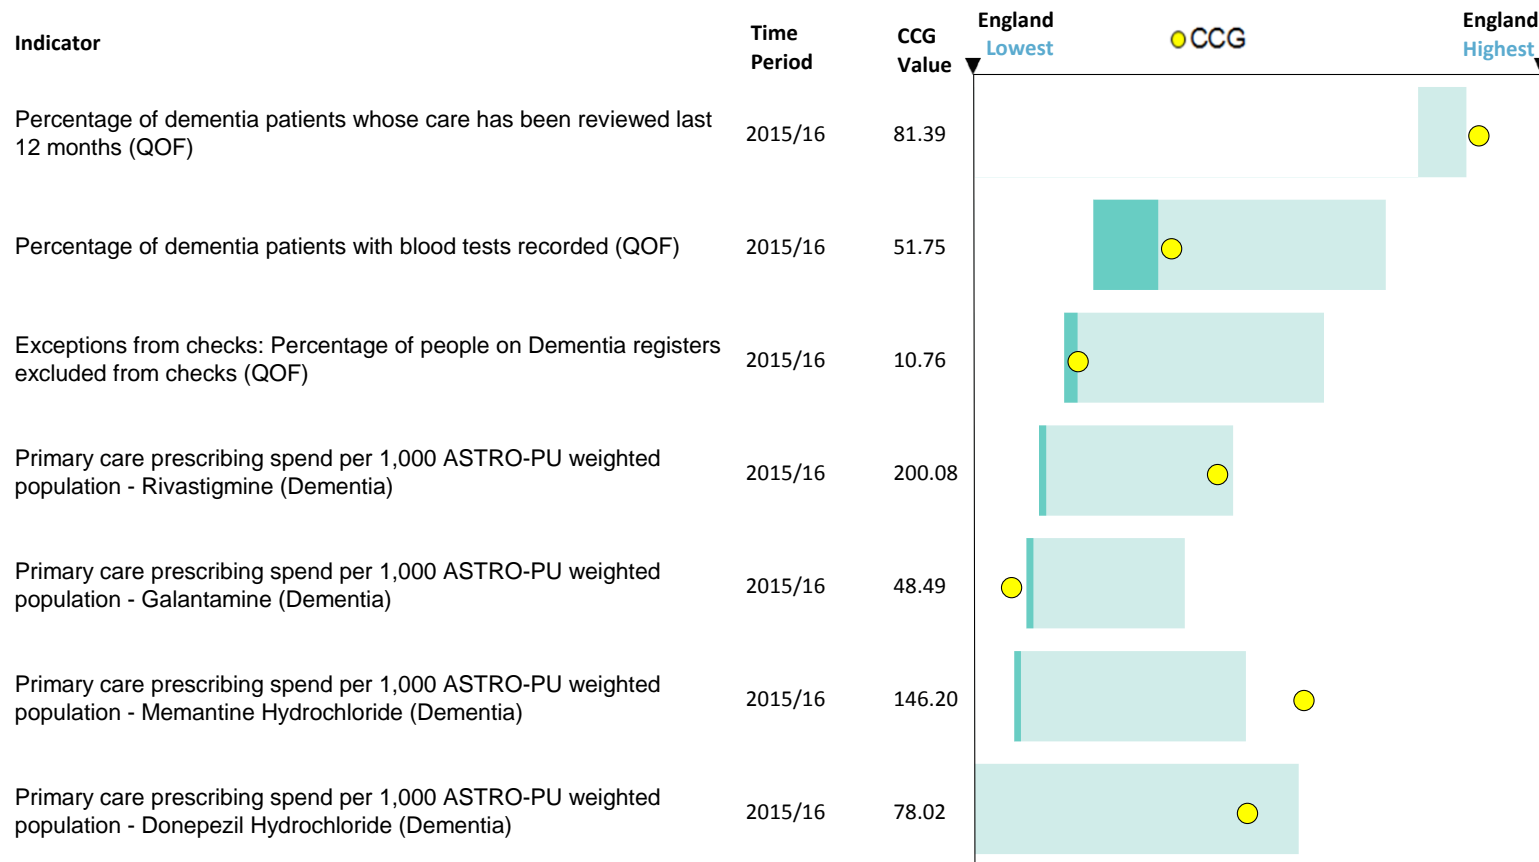 Indicator
Time
Period
CCG
Value
England
Lowest
CCG
England
Highest
Percentage of dementia patients whose care has been reviewed last
12 months (QOF)
2015/16
81.39
Percentage of dementia patients with blood tests recorded (QOF)
2015/16
51.75
Exceptions from checks: Percentage of people on Dementia registers
excluded from checks (QOF)
2015/16
10.76
Primary care prescribing spend per 1,000 ASTRO-PU weighted
population - Rivastigmine (Dementia)
2015/16
200.08
Primary care prescribing spend per 1,000 ASTRO-PU weighted
population - Galantamine (Dementia)
2015/16
48.49
Primary care prescribing spend per 1,000 ASTRO-PU weighted
population - Memantine Hydrochloride (Dementia)
2015/16
146.20
Primary care prescribing spend per 1,000 ASTRO-PU weighted
population - Donepezil Hydrochloride (Dementia)
2015/16
78.02